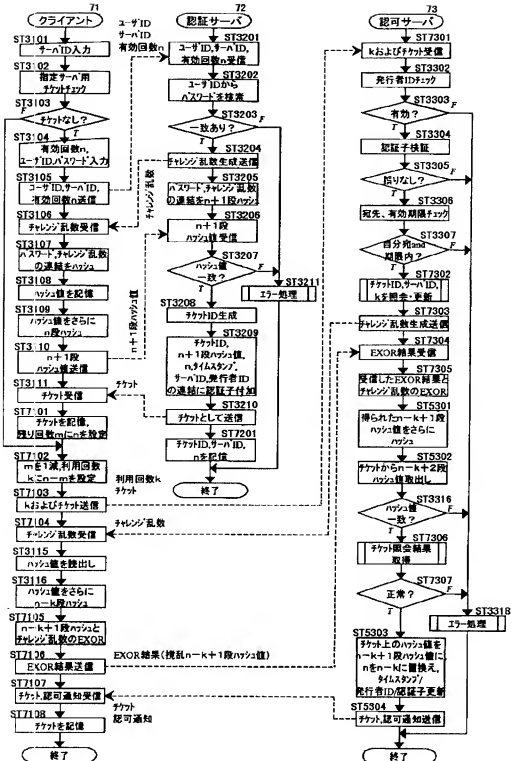 71
クライアント
ST3101
サーバID入力
ST3102
指定サーバ用
チケットチェック
ST3103
F
チケットなし?
T
ST3104
有効回数n,
ユーザID,パスワード入力
ST3105
ユーザID,サーバID,
有効回数n送信
ST3106
チャレンジ乱数受信
ST3107
パスワード,チャレンジ乱数
の連結をハッシュ
ST3108
ハッシュ値を記憶
ST3109
ハッシュ値をさらに
n段ハッシュ
ST3110
n+1段
ハッシュ値送信
ST3111
チケット受信
ST7101
チケットを記憶,
残り回数mにnを設定
ST7102
mを1減,利用回数
kにn-mを設定
ST7103
kおよびチケット送信
ST7104
チャレンジ乱数受信
ST3115
ハッシュ値を読出し
ST3116
ハッシュ値をさらに
n-k段ハッシュ
ST7105
n-k+1段ハッシュと
チャレンジ乱数のEXOR
ST7106
EXOR結果送信
ST7107
チケット,認可通知受信
ST7108
チケットを記憶
終了
ユーザID
サーバID
有効回数n
チャレンジ乱数
n+1段ハッシュ値
チケット
利用回数k
チケット
チャレンジ乱数
EXOR結果(撹乱n-k+1段ハッシュ値)
チケット
認可通知
72
認証サーバ
ST3201
ユーザID,サーバID,
有効回数n受信
ST3202
ユーザIDから
パスワードを検索
ST3203
一致あり?
F
T
ST3204
チャレンジ乱数生成送信
ST3205
パスワード,チャレンジ乱数
の連結をn+1段ハッシュ
ST3206
n+1段
ハッシュ値受信
ST3207
ハッシュ値
一致?
F
T
ST3211
エラー処理
ST3208
チケットID生成
ST3209
チケットID,
n+1段ハッシュ値,
n,タイムスタンプ,
サーバID,発行者ID
の連結に認証子付加
ST3210
チケットとして送信
ST7201
チケットID,サーバID,
nを記憶
終了
73
認可サーバ
ST7301
kおよびチケット受信
ST3302
発行者IDチェック
ST3303
有効?
F
T
ST3304
認証子検証
ST3305
誤りなし?
F
T
ST3306
宛先,有効期限チェック
ST3307
自分宛and
期限内?
F
T
ST7302
チケットID,サーバID,
kを照会・更新
ST7303
チャレンジ乱数生成送信
ST7304
EXOR結果受信
ST7305
受信したEXOR結果と
チャレンジ乱数のEXOR
ST5301
得られたn-k+1段
ハッシュ値をさらに
ハッシュ
ST5302
チケットからn-k+2段
ハッシュ値取出し
ST3316
ハッシュ値
一致?
F
T
ST7306
チケット照会結果
取得
ST7307
正常?
F
T
ST3318
エラー処理
ST5303
チケット上のハッシュ値を
n-k+1段ハッシュ値に,
nをn-kに置換え,
タイムスタンプ/
発行者ID/認証子更新
ST5304
チケット,認可通知送信
終了